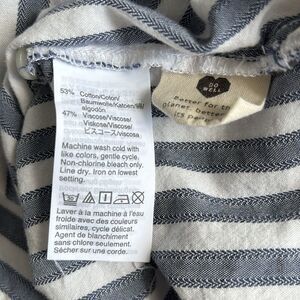 53% Cotton/Coton/
Baumwolle/Katoen/綿/
algodón
47% Viscose/Viscose/
Viskose/Viscose/
ビスコース/viscosa
Machine wash cold with
like colors, gentle cycle.
Non-chlorine bleach only.
Line dry. Iron on lowest
setting.
Laver à la machine à l'eau
froide avec des couleurs
similaires, cycle délicat.
Agent de blanchiment
sans chlore seulement.
Sécher sur une corde.
DO
WELL
better for the
planet, better